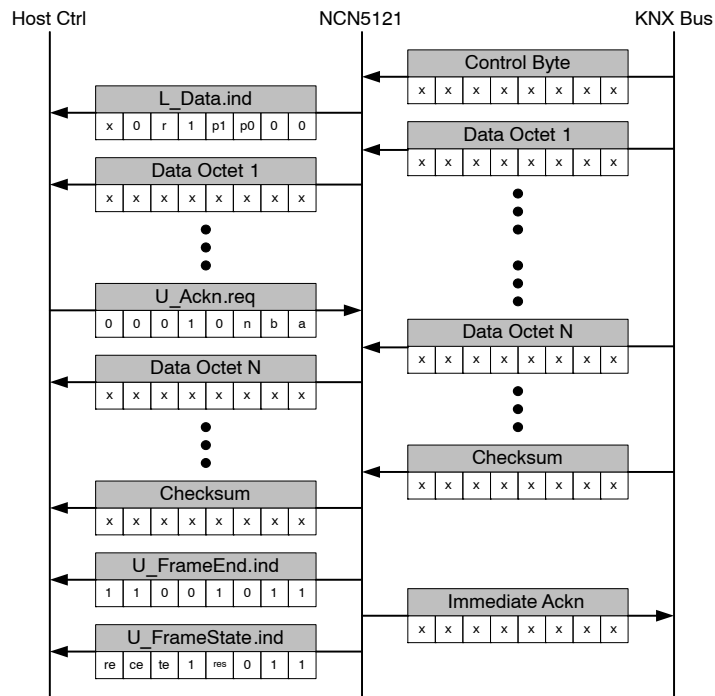 Host Ctrl NCN5121 KNX Bus
Control Byte
x x x x x x x x
L_Data.ind
x 0 r 1 p1 p0 0 0
Data Octet 1
x x x x x x x x
Data Octet 1
x x x x x x x x
U_Ackn.req
0 0 0 1 0 n b a
Data Octet N
x x x x x x x x
Data Octet N
x x x x x x x x
Checksum
x x x x x x x x
Checksum
x x x x x x x x
U_FrameEnd.ind
1 1 0 0 1 0 1 1
Immediate Ackn
x x x x x x x x
U_FrameState.ind
re ce te 1 res 0 1 1